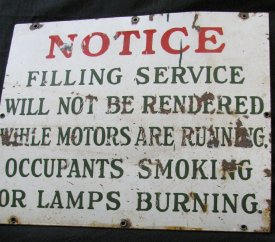 NOTICE
FILLING SERVICE
WILL NOT BE RENDERED
WHILE MOTORS ARE RUNNING,
OCCUPANTS SMOKING
OR LAMPS BURNING.